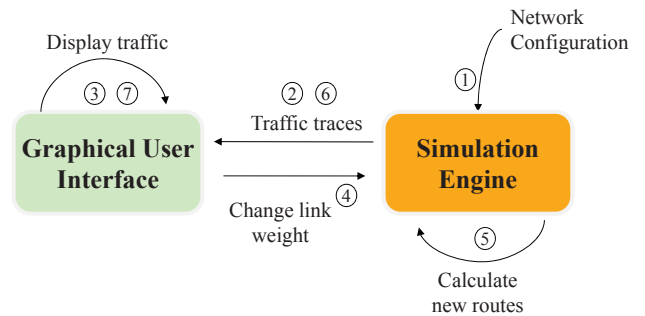 Network
Configuration
Display traffic
①
③ ⑦
② ⑥
Traffic traces
Graphical User
Interface
Simulation
Engine
④
Change link
weight
⑤
Calculate
new routes